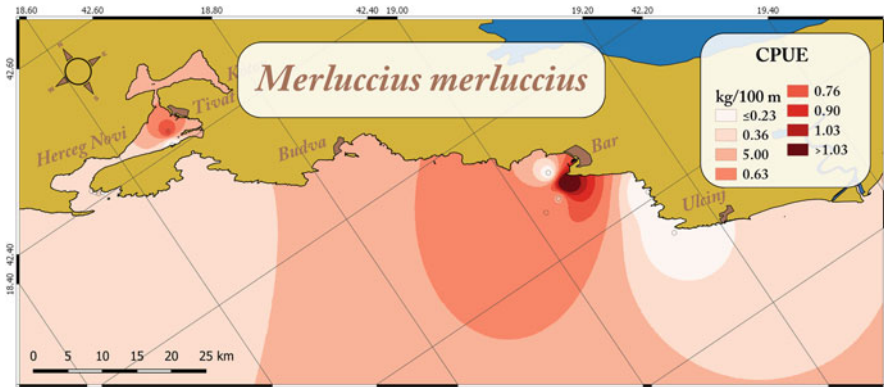 18.60 42.60 18.80 42.40 19.00 19.20 42.20 19.40
42.60
42.40
18.40
Merluccius merluccius
Tivat
Herceg Novi
Budva
Bar
Ulcinj
CPUE
kg/100 m
≤0.23
0.36
5.00
0.63
0.76
0.90
1.03
>1.03
0 5 10 15 20 25 km